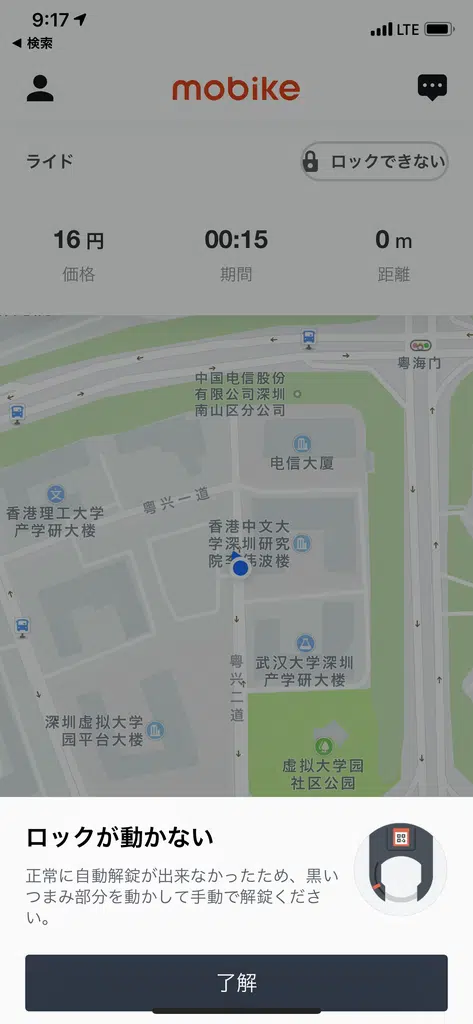 9:17
LTE
◀ 検索
mobike
ライド
ロックできない
16 円
00:15
0 m
価格
期間
距離
粤海门
中国电信股份
有限公司深圳
南山区分公司
电信大厦
粤兴一道
香港理工大学
产学研大楼
香港中文大
学深圳研究
院李伟波楼
武汉大学深圳
产学研大楼
粤兴二道
深圳虚拟大学
园平台大楼
虚拟大学园
社区公园
ロックが動かない
正常に自動解錠が出来なかったため、黒い
つまみ部分を動かして手動で解錠くださ
い。
了解